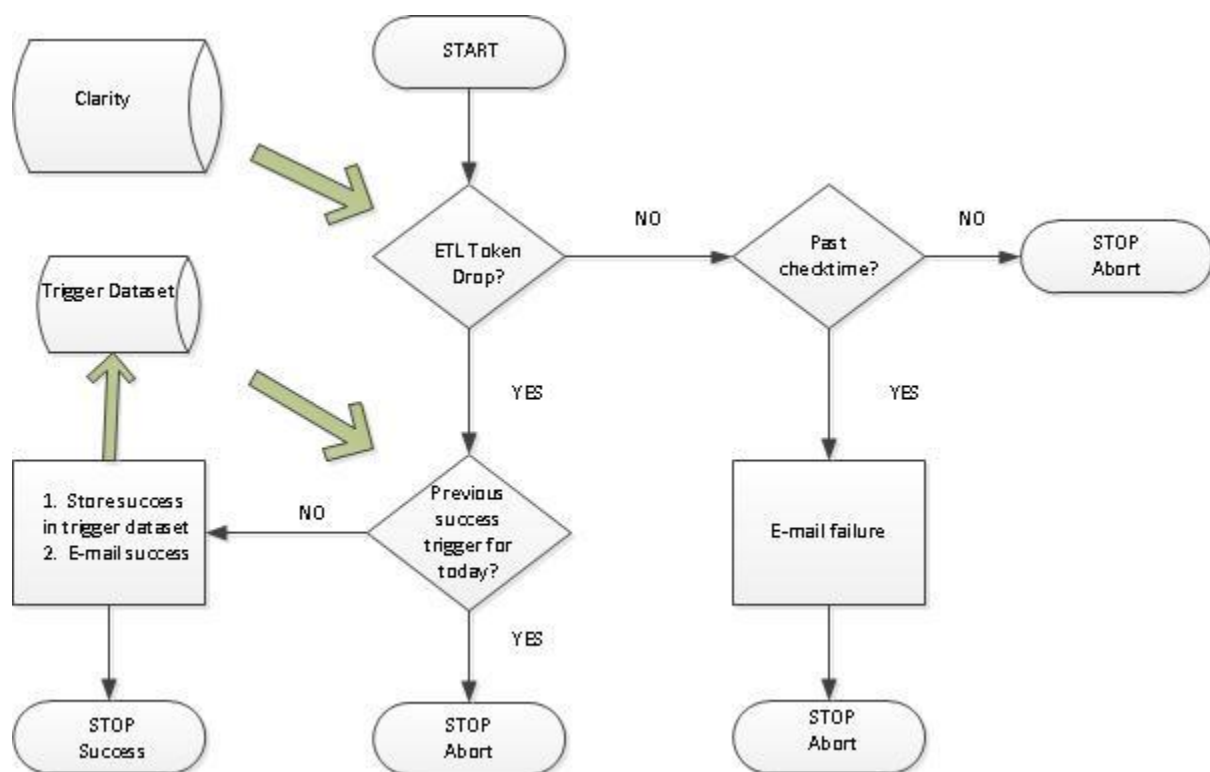 START
Clarity
NO
NO
ETL Token
Drop?
Past
checktime?
STOP
Abort
Trigger Dataset
YES
YES
1. Store success
in trigger dataset
2. E-mail success
NO
Previous
success
trigger for
today?
E-mail failure
YES
STOP
Success
STOP
Abort
STOP
Abort